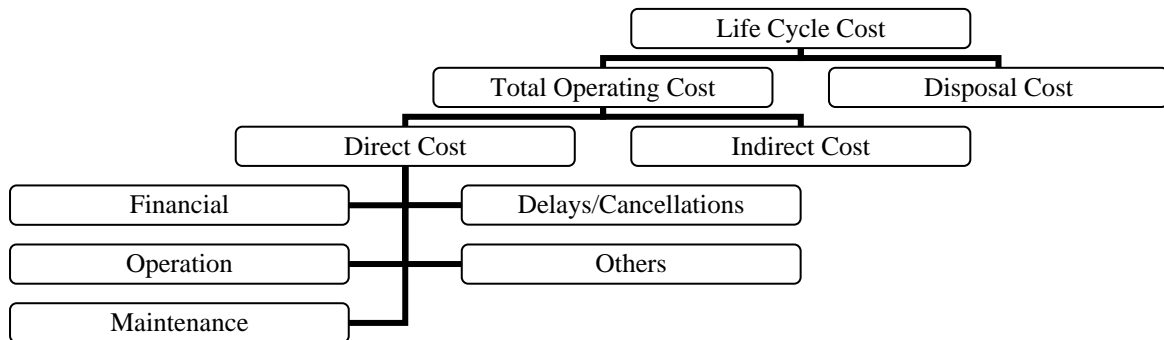 Life Cycle Cost
Total Operating Cost
Disposal Cost
Direct Cost
Indirect Cost
Financial
Delays/Cancellations
Operation
Others
Maintenance